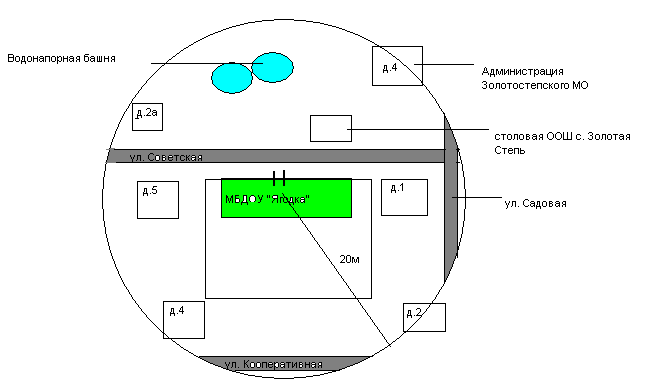 Водонапорная башня
д.4
Администрация
Золотостепского МО
д.2а
столовая ООШ с. Золотая
Степь
ул. Советская
д.5
МБДОУ "Ягодка"
д.1
ул. Садовая
20м
д.4
д.2
ул. Кооперативная